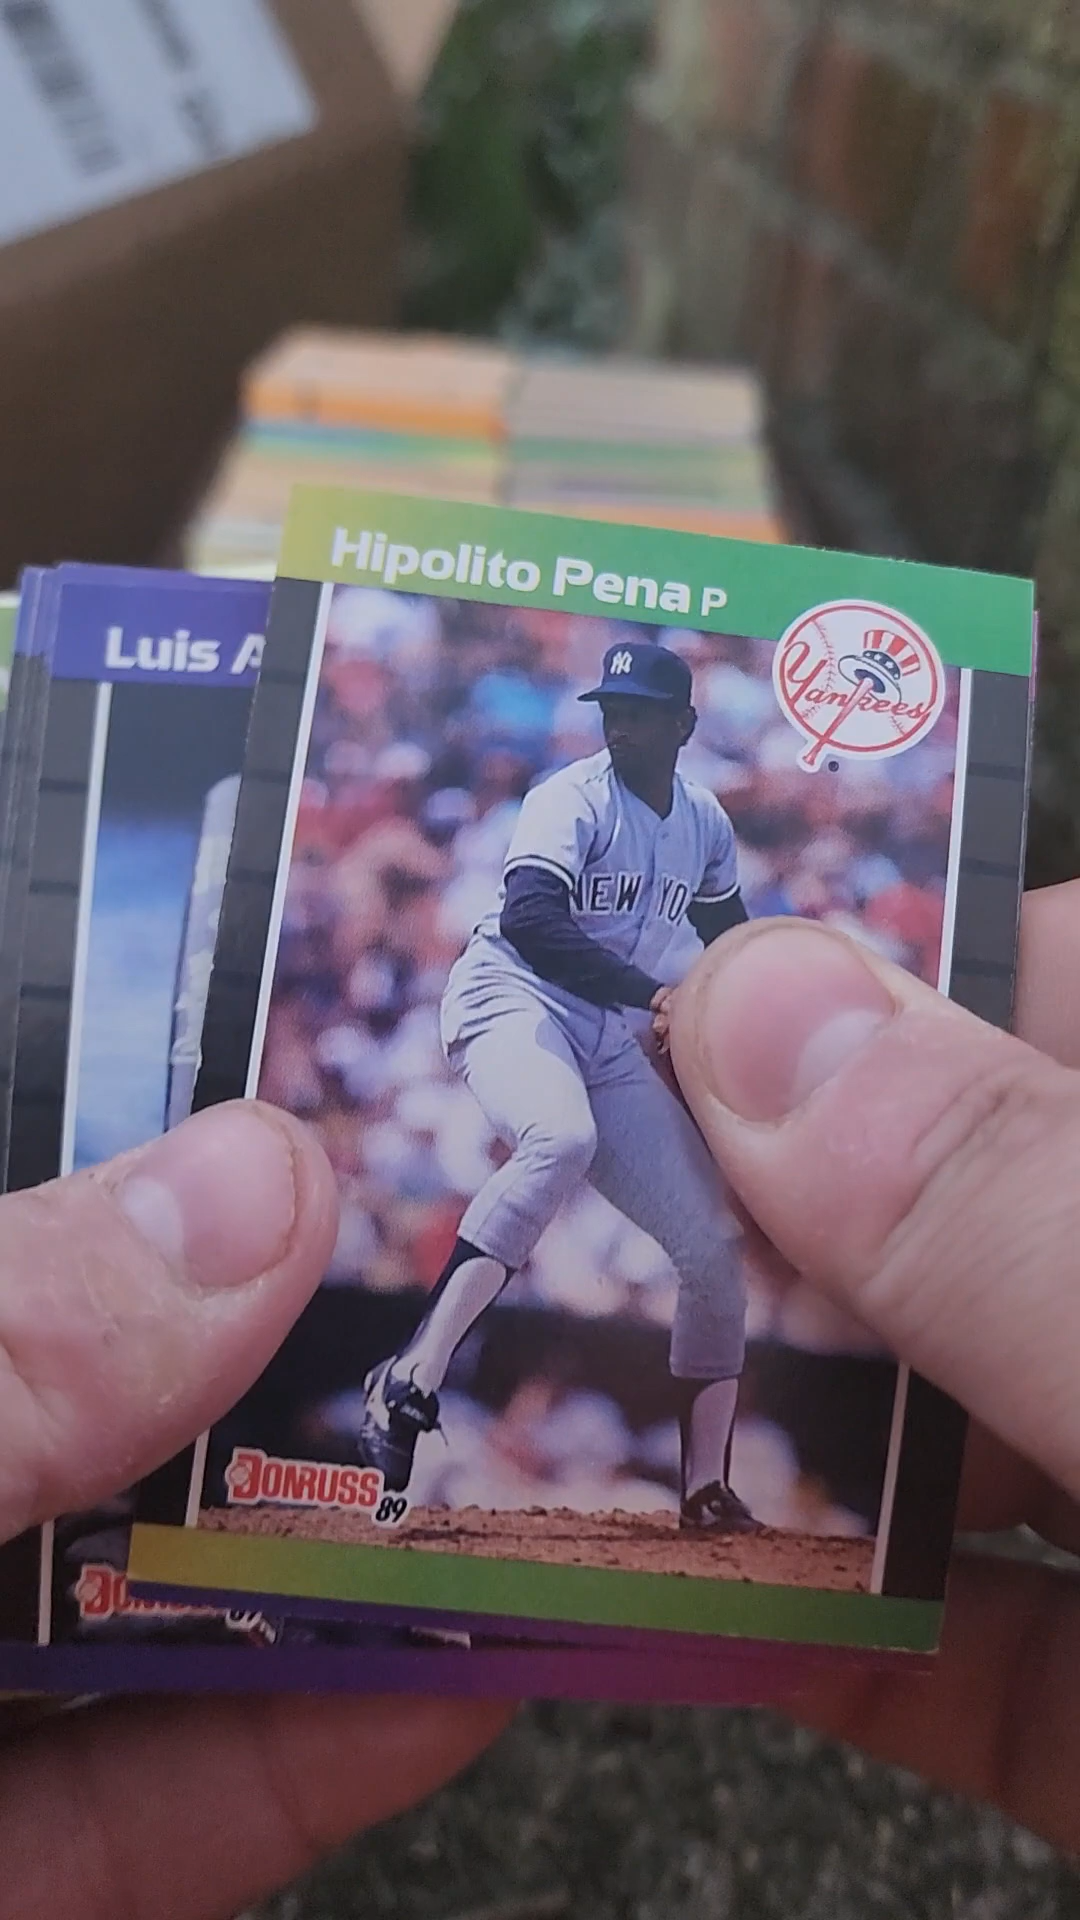 Hipolito Pena P
Yankees
Luis A
NY
NEW YO
DONRUSS
89